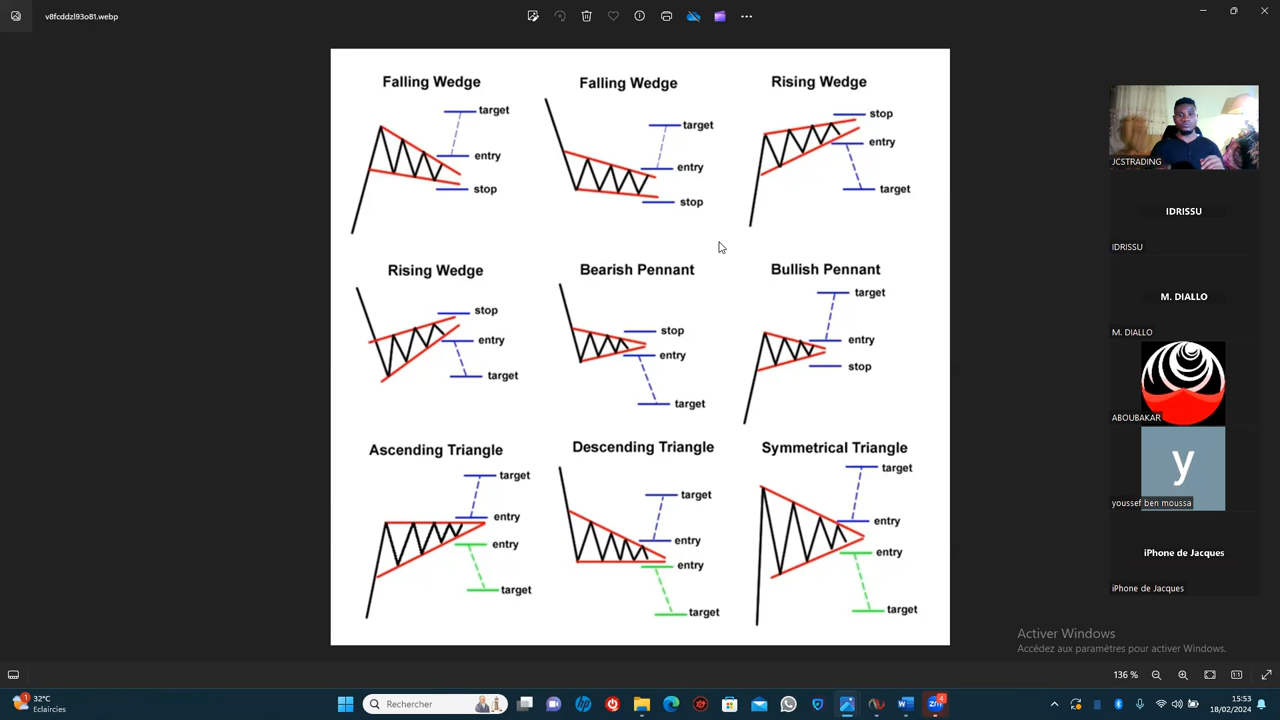 v8fcddzl93o81.webp
Falling Wedge
target
entry
stop
Falling Wedge
target
entry
stop
Rising Wedge
stop
entry
target
Rising Wedge
stop
entry
target
Bearish Pennant
stop
entry
target
Bullish Pennant
target
entry
stop
Ascending Triangle
target
entry
entry
target
Descending Triangle
target
entry
entry
target
Symmetrical Triangle
target
entry
entry
target
JCSTRADING
IDRISSU
IDRISSU
M. DIALLO
M. DIALLO
ABOUBAKAR
y
youssef ben moussa
iPhone de Jacques
iPhone de Jacques
Activer Windows
Accédez aux paramètres pour activer Windows.
136 %
1
32°C
Eclaircies
Rechercher
hp
W
Zm
4
15:53
18/02/2024